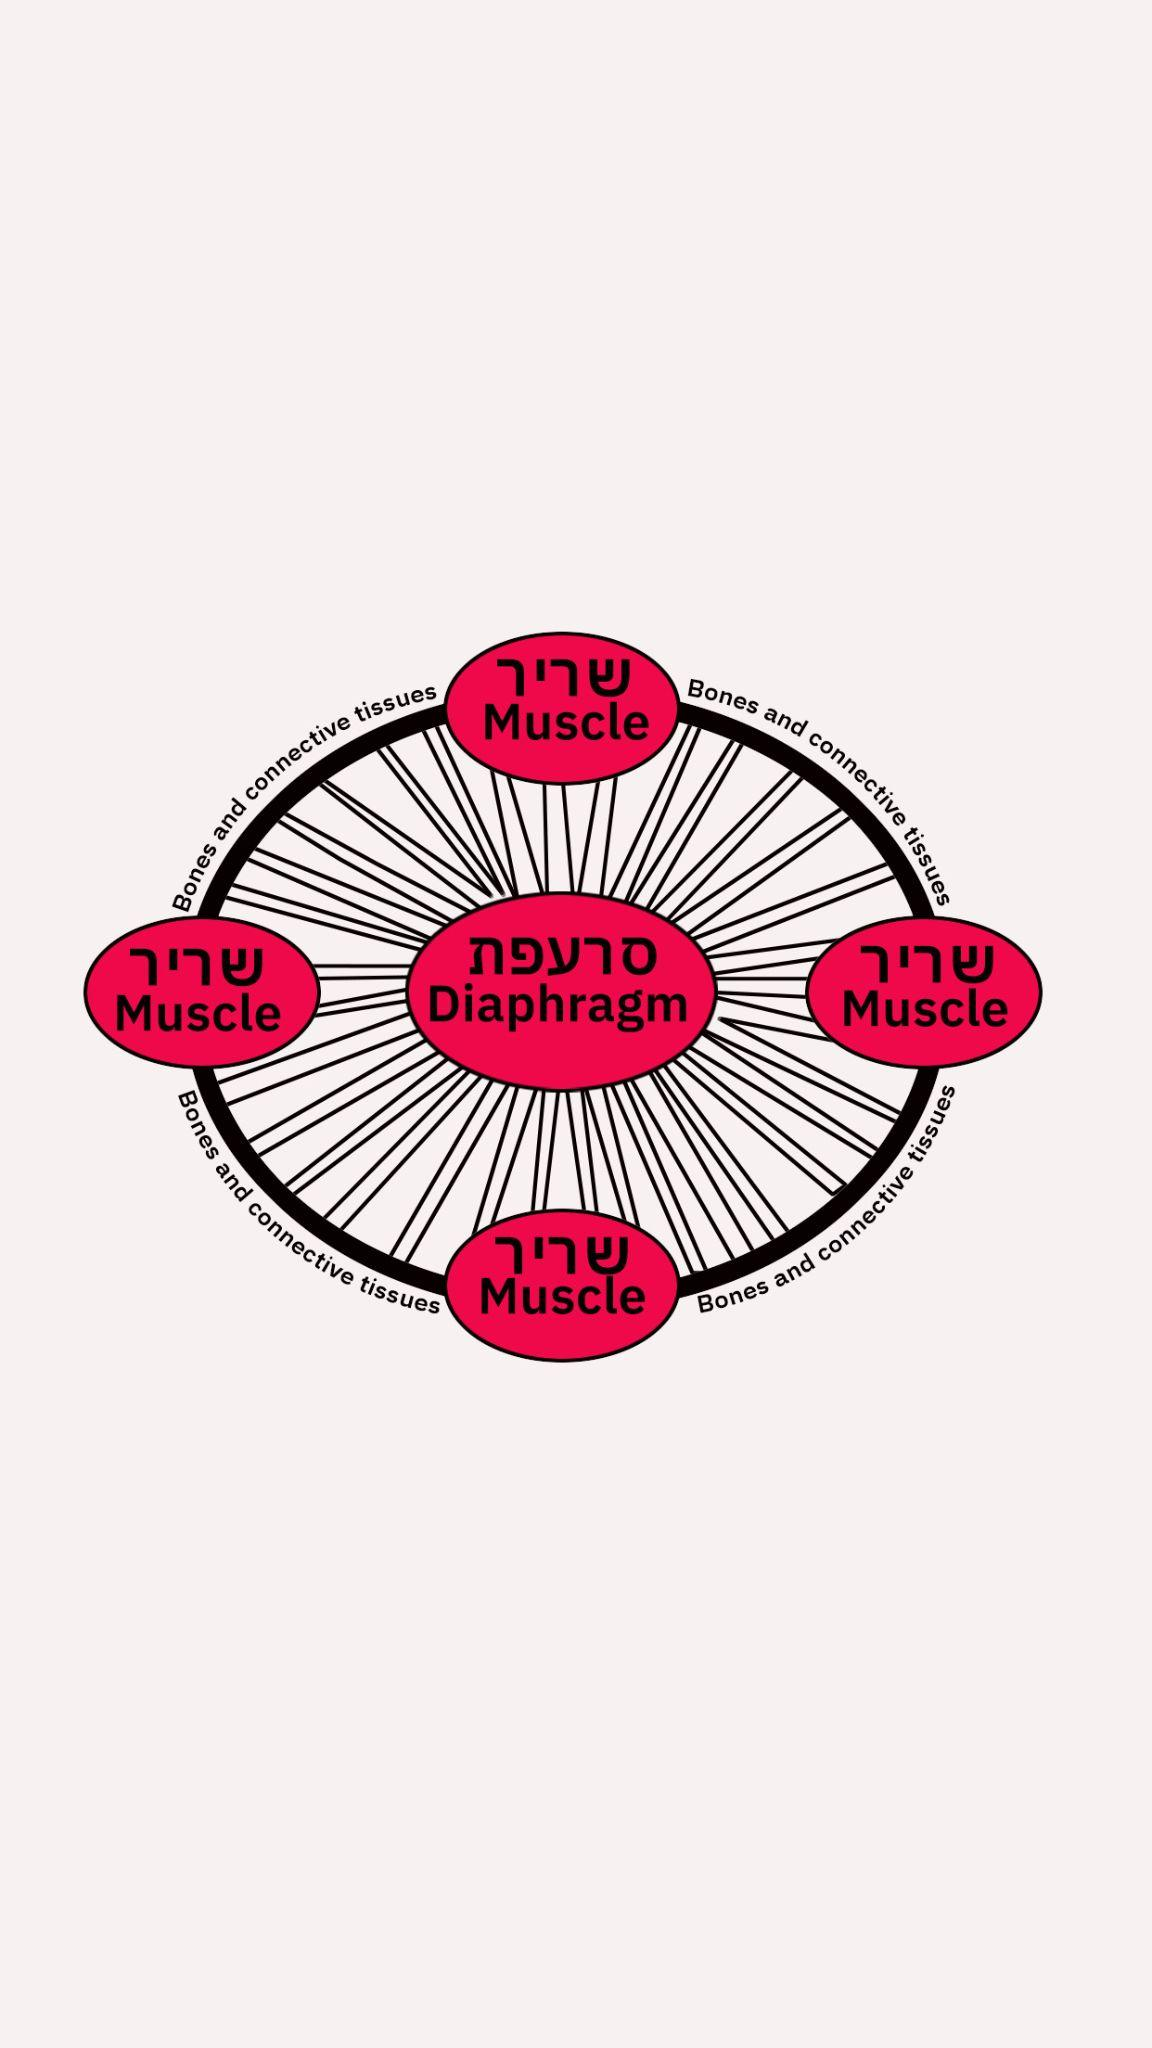 שריר
Muscle
Bones and connective tissues
Bones and connective tissues
שריר
Muscle
סרעפת
Diaphragm
שריר
Muscle
Bones and connective tissues
Bones and connective tissues
שריר
Muscle